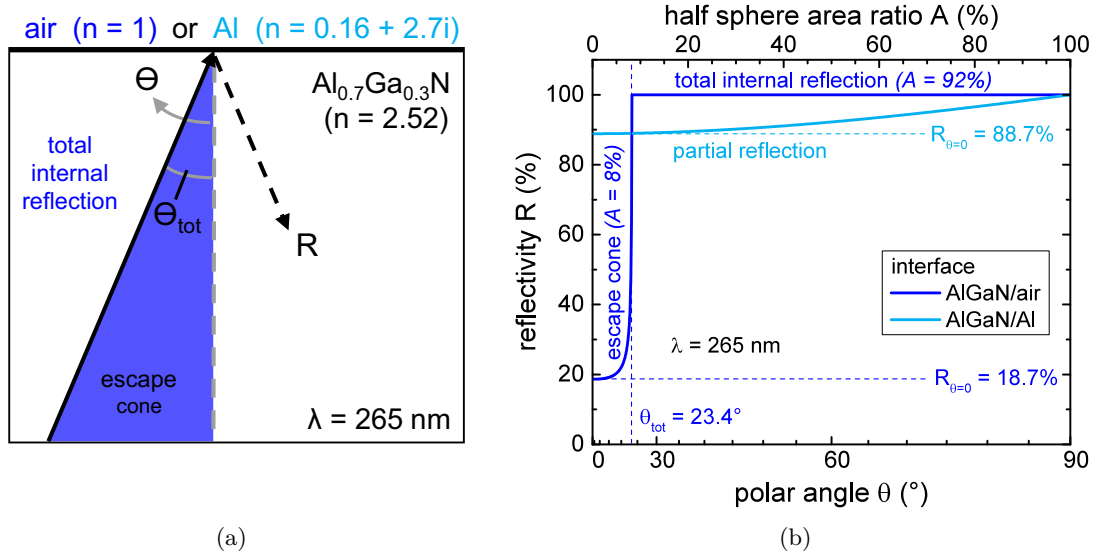 air (n = 1) or Al (n = 0.16 + 2.7i)
Θ
Al0.7Ga0.3N
(n = 2.52)
total
internal
reflection
Θtot
R
escape
cone
λ = 265 nm
(a)
half sphere area ratio A (%)
0 20 40 60 80 100
total internal reflection (A = 92%)
Rθ=0 = 88.7%
partial reflection
escape cone (A = 8%)
interface
AlGaN/air
AlGaN/Al
λ = 265 nm
Rθ=0 = 18.7%
θtot = 23.4°
reflectivity R (%)
100
80
60
40
20
0
0 30 60 90
polar angle θ (°)
(b)